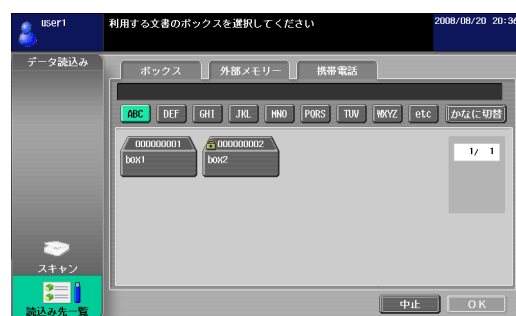 user1
利用する文書のボックスを選択してください
2008/08/20 20:36
データ読込み
ボックス
外部メモリー
携帯電話
ABC DEF GHI JKL MNO PQRS TUV WXYZ etc かなに切替
000000001
box1
000000002
box2
1/ 1
スキャン
読込み先一覧
中止
OK